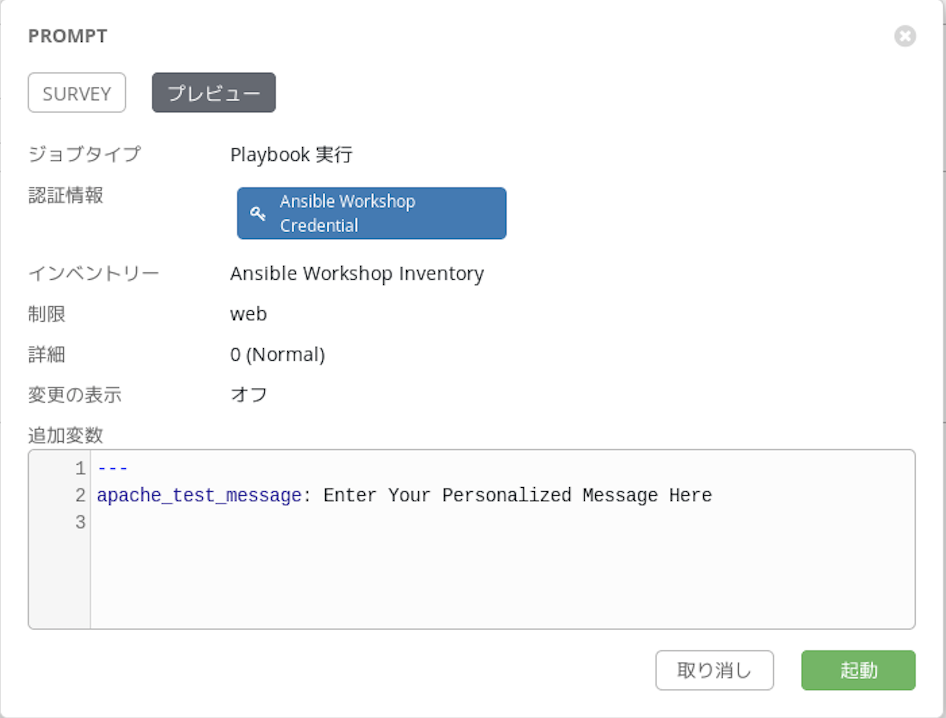 PROMPT
SURVEY プレビュー
ジョブタイプ Playbook 実行
認証情報 Ansible Workshop
Credential
インベントリー Ansible Workshop Inventory
制限 web
詳細 0 (Normal)
変更の表示 オフ
追加変数
1 ---
2 apache_test_message: Enter Your Personalized Message Here
3
取り消し 起動